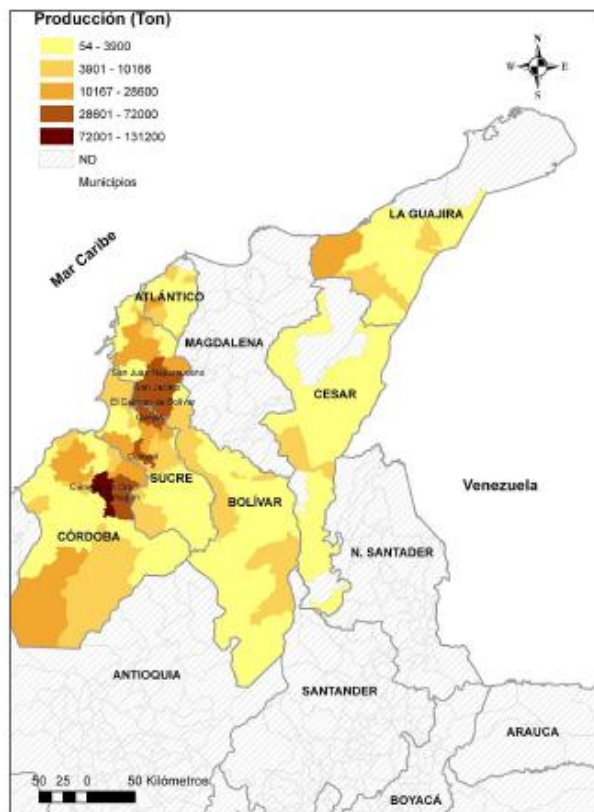 Producción (Ton)
54 - 3900
3901 - 10166
10167 - 28600
28601 - 72000
72001 - 131200
ND
Municipios
N
W E
S
LA GUAJIRA
Mar Caribe
ATLÁNTICO
MAGDALENA
San Juan Nepomuceno
San Jacinto
El Carmen de Bolívar
CESAR
SUCRE
BOLÍVAR
Venezuela
CÓRDOBA
N. SANTADER
ANTIOQUIA
SANTANDER
ARAUCA
50 25 0 50 Kilómetros
BOYACÁ